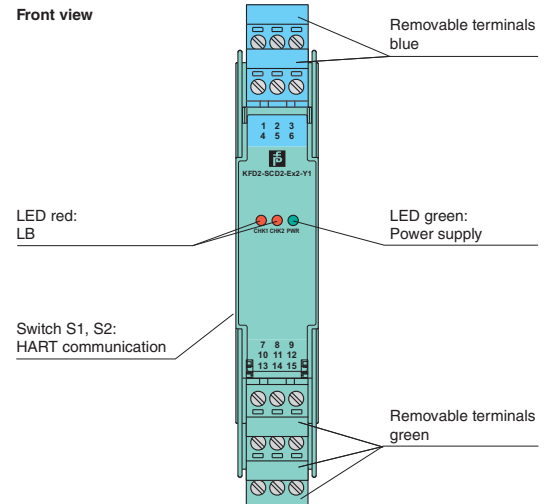 Front view
Removable terminals
blue
1 2 3
4 5 6
KFD2-SCD2-Ex2-Y1
LED red:
LB
CHK1 CHK2 PWR
LED green:
Power supply
Switch S1, S2:
HART communication
7 8 9
10 11 12
13 14 15
Removable terminals
green